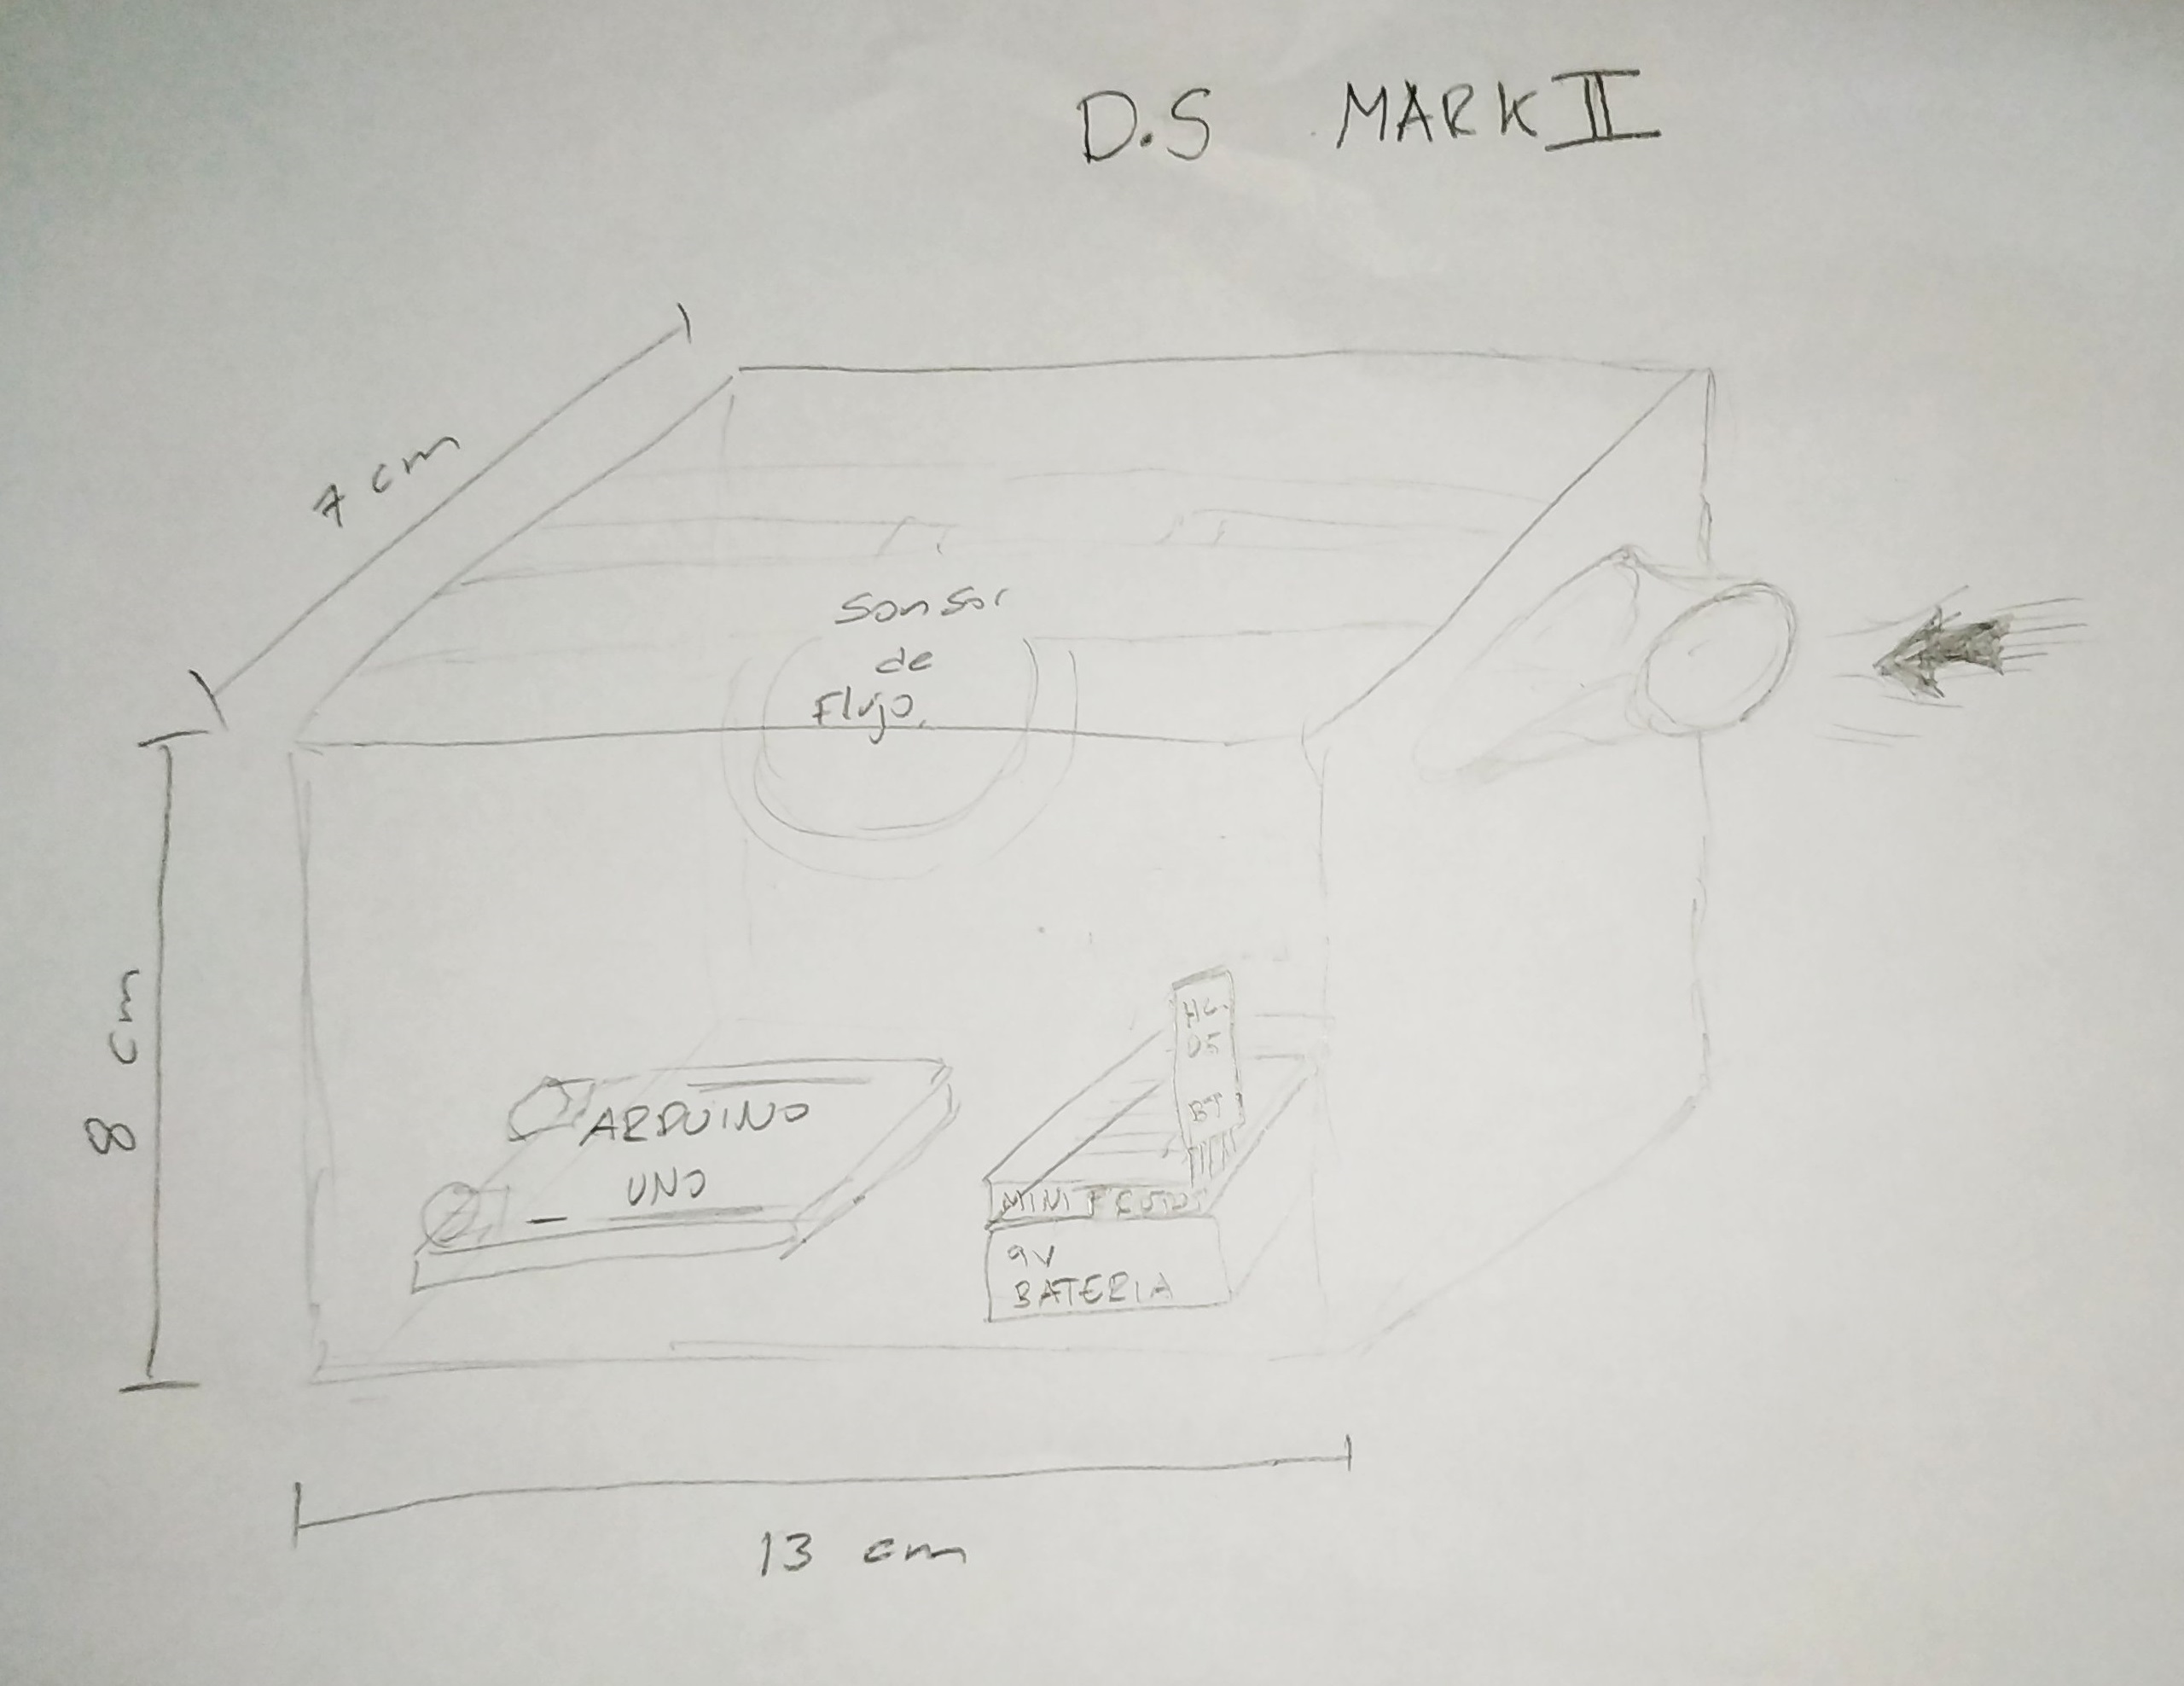 D.S MARK II
7 cm
Sensor
de
Flujo.
8 cm
HC.
05
BT
ARDUINO
UNO
MINI PROTO
9V
BATERIA
13 cm